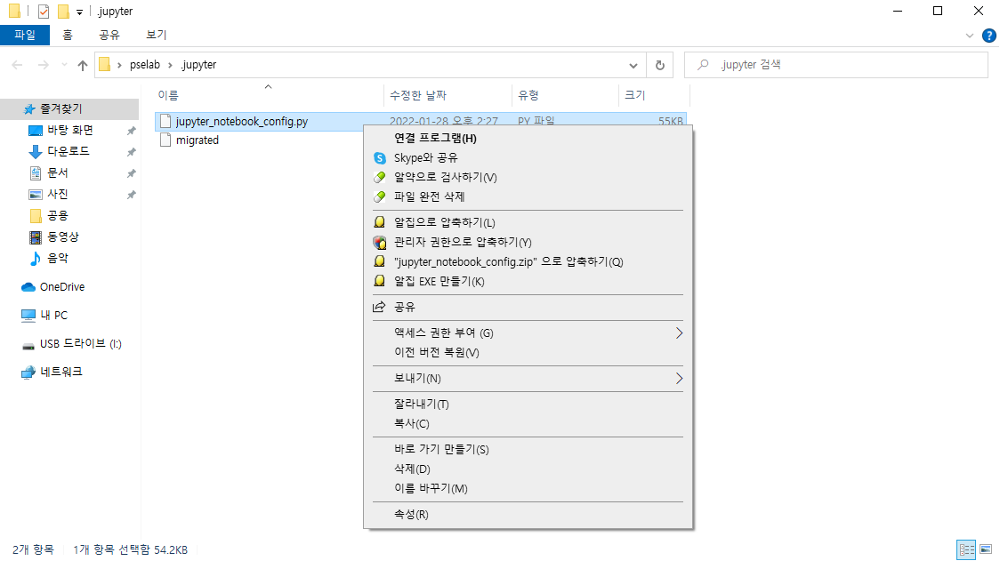 .jupyter
파일 홈 공유 보기
pselab › .jupyter
.jupyter 검색
이름 수정한 날짜 유형 크기
즐겨찾기
바탕 화면
다운로드
문서
사진
공용
동영상
음악
OneDrive
내 PC
USB 드라이브 (I:)
네트워크
jupyter_notebook_config.py 2022-01-28 오후 2:27 PY 파일 55KB
migrated
연결 프로그램(H)
Skype와 공유
알약으로 검사하기(V)
파일 완전 삭제
알집으로 압축하기(L)
관리자 권한으로 압축하기(Y)
"jupyter_notebook_config.zip" 으로 압축하기(Q)
알집 EXE 만들기(K)
공유
액세스 권한 부여 (G)
이전 버전 복원(V)
보내기(N)
잘라내기(T)
복사(C)
바로 가기 만들기(S)
삭제(D)
이름 바꾸기(M)
속성(R)
2개 항목 1개 항목 선택함 54.2KB